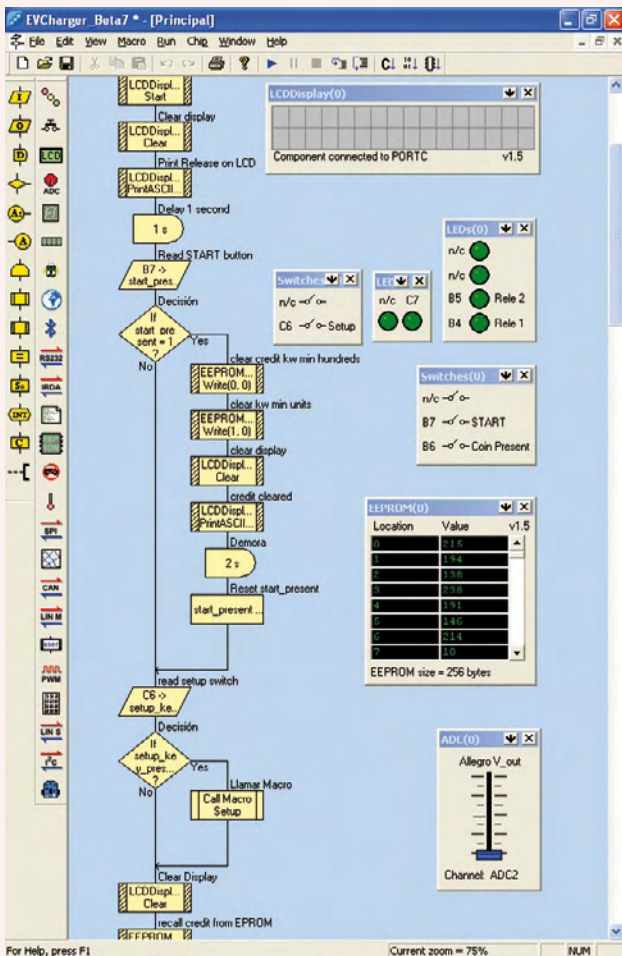 EVCharger_Beta7 * - [Principal]
File Edit View Macro Run Chip Window Help
LCDDispl...
Start
Clear display
LCDDispl...
Clear
Print Release on LCD
LCDDispl...
PrintASCII...
Delay 1 second
1 s
Read START button
B7 ->
start_pres...
Decisión
If
start_pre
sent = 1
?
Yes
No
clear credit kw min hundreds
EEPROM...
Write(0, 0)
clear kw min units
EEPROM...
Write(1, 0)
clear display
LCDDispl...
Clear
credit cleared
LCDDispl...
PrintASCII...
Demora
2 s
Reset start_present
start_present ...
read setup switch
C6 ->
setup_ke...
Decisión
If
setup_ke
y_pres...
?
Yes
No
Llamar Macro
Call Macro
Setup
Clear Display
LCDDispl...
Clear
recall credit from EPROM
EEPROM...
LCDDisplay(0)
Component connected to PORTC v1.5
LEDs(0)
n/c
n/c
B5 Rele 2
B4 Rele 1
Switches
n/c
C6 Setup
LED
n/c C7
Switches(0)
n/c
B7 START
B6 Coin Present
EEPROM(0)
Location Value v1.5
0 215
1 194
2 138
3 238
4 191
5 146
6 214
7 10
EEPROM size = 256 bytes
ADC(0)
Allegro V_out
Channel: ADC2
LCD
ADC
RS232
IRDA
SPI
CAN
LIN M
PWM
LIN S
I²C
I
O
D
A
A
INT
C
For Help, press F1 Current zoom = 75% NUM